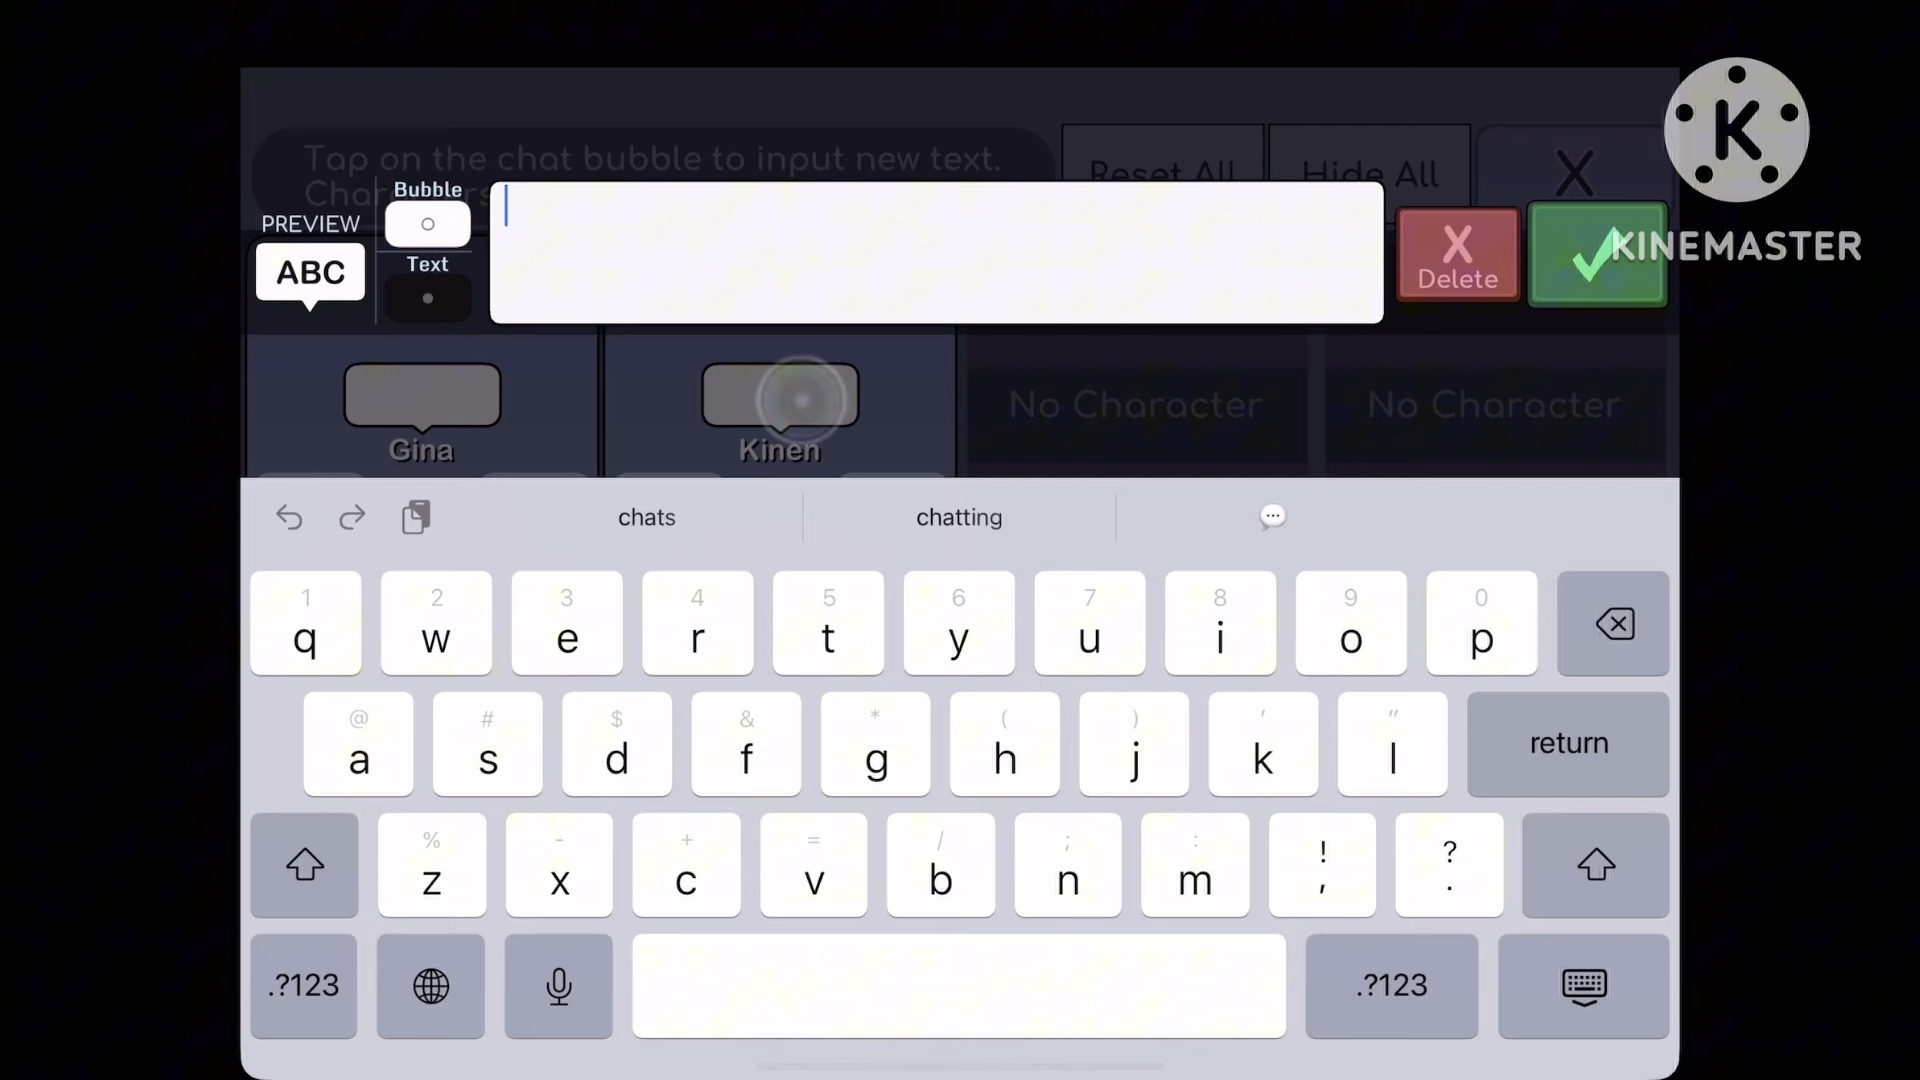 Tap on the chat bubble to input new text.
Reset All
Hide All
X
K
KINEMASTER
Bubble
PREVIEW
ABC
Text
X
Delete
Gina
Kinen
No Character
No Character
chats
chatting
1 2 3 4 5 6 7 8 9 0
q w e r t y u i o p
@ # $ & * ( ) ' "
a s d f g h j k l
return
% - + = / ; : ! ?
z x c v b n m , .
.?123
.?123